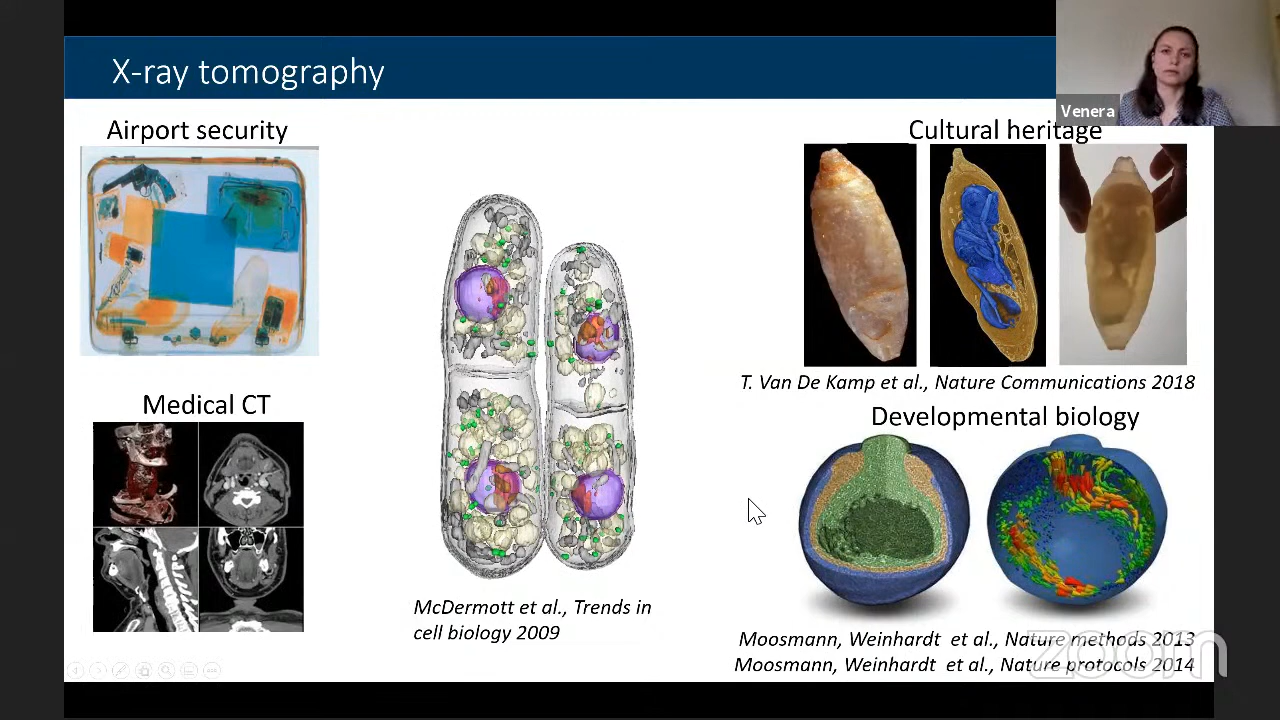 X-ray tomography
Venera
Airport security
Cultural heritage
T. Van De Kamp et al., Nature Communications 2018
Medical CT
Developmental biology
McDermott et al., Trends in
cell biology 2009
Moosmann, Weinhardt et al., Nature methods 2013
Moosmann, Weinhardt et al., Nature protocols 2014
zoom